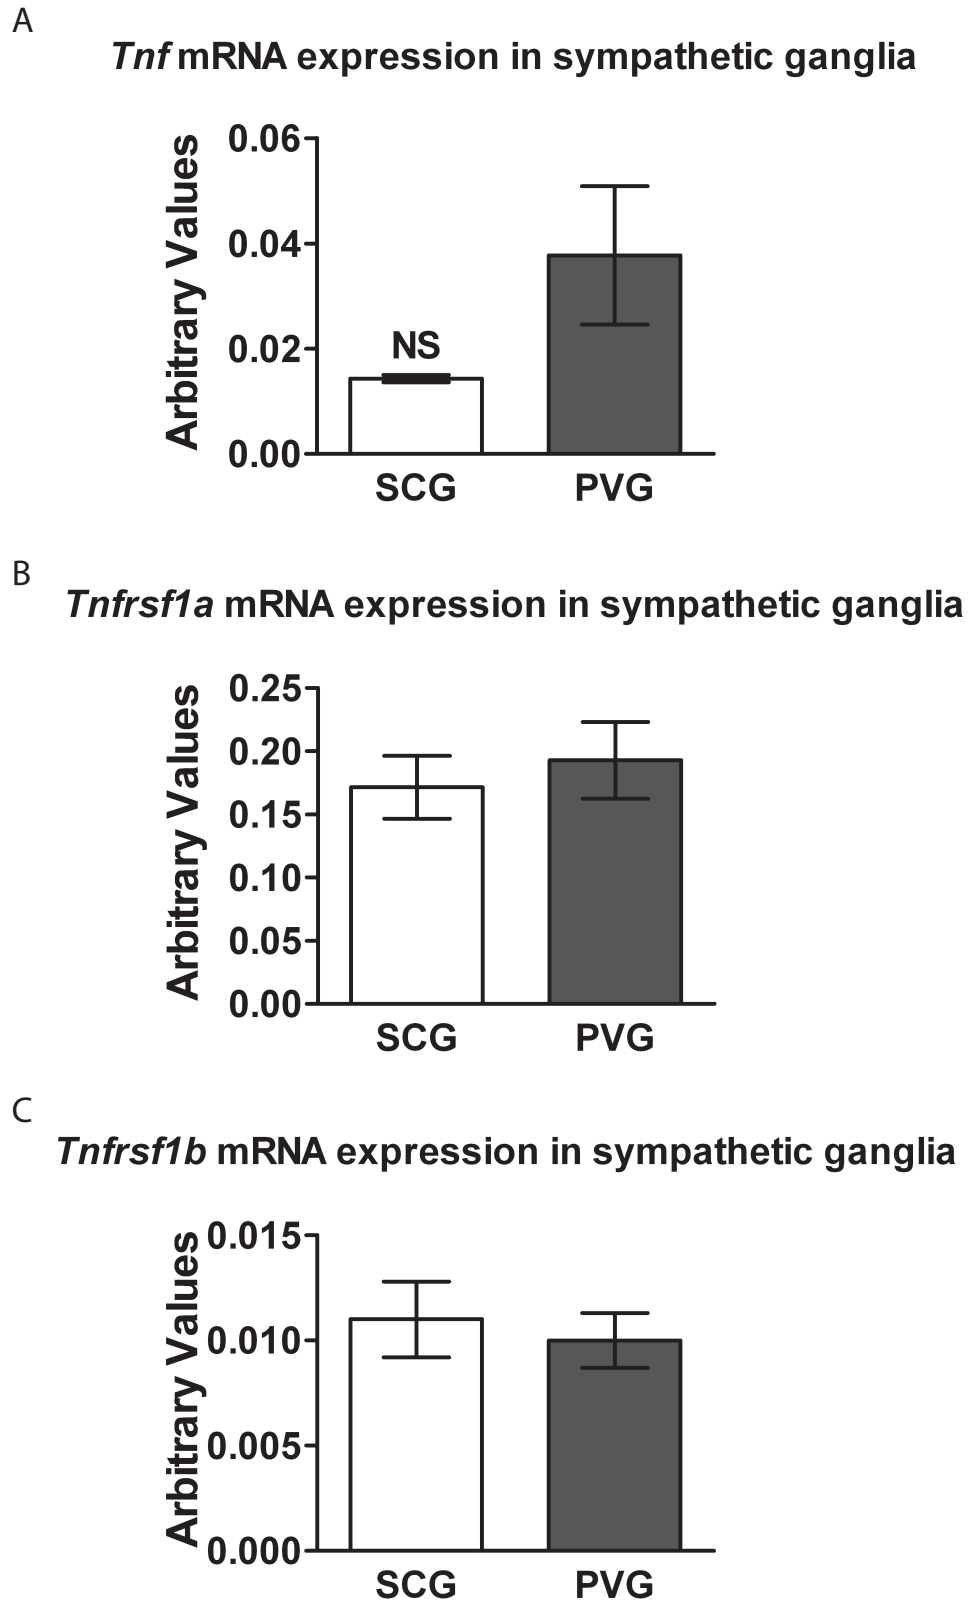 A
Tnf mRNA expression in sympathetic ganglia
Arbitrary Values
0.06
0.04
0.02
0.00
NS
SCG
PVG
B
Tnfrsf1a mRNA expression in sympathetic ganglia
Arbitrary Values
0.25
0.20
0.15
0.10
0.05
0.00
SCG
PVG
C
Tnfrsf1b mRNA expression in sympathetic ganglia
Arbitrary Values
0.015
0.010
0.005
0.000
SCG
PVG